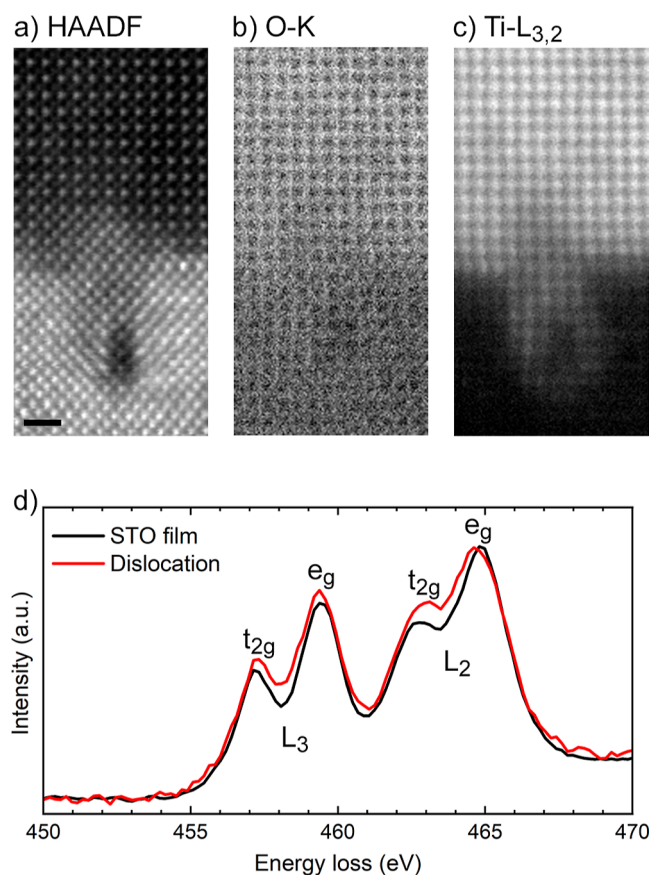 a) HAADF
b) O-K
c) Ti-L3,2
d)
STO film
Dislocation
t2g
eg
t2g
eg
L3
L2
Intensity (a.u.)
450
455
460
465
470
Energy loss (eV)